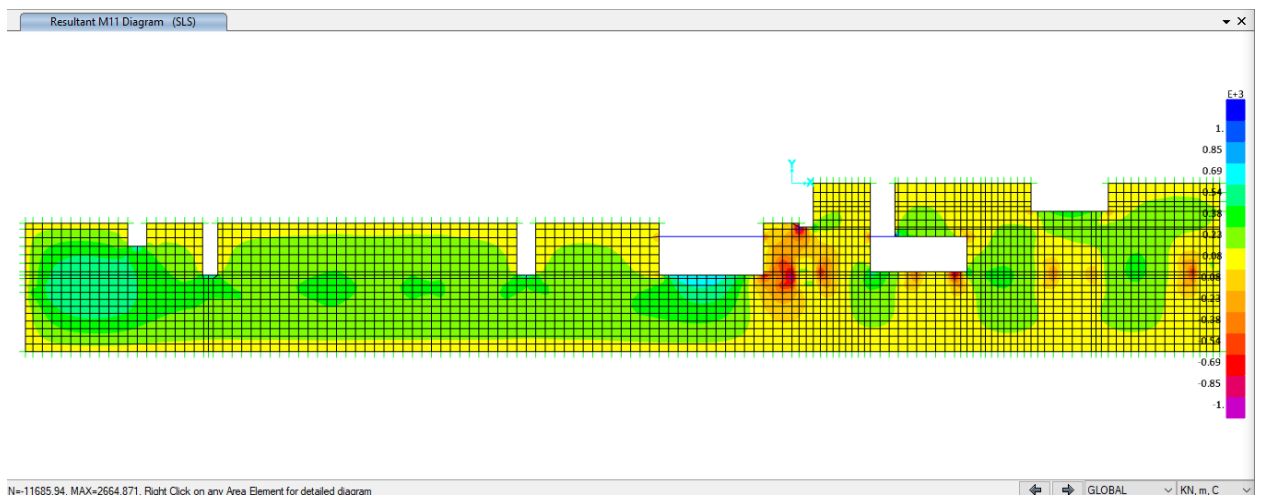 Resultant M11 Diagram (SLS)
E+3
1.
0.85
0.69
0.54
0.38
0.23
0.08
-0.08
-0.23
-0.38
-0.54
-0.69
-0.85
-1.
Y
X
N=-11685.94, MAX=2664.871, Right Click on any Area Element for detailed diagram
GLOBAL
KN, m, C